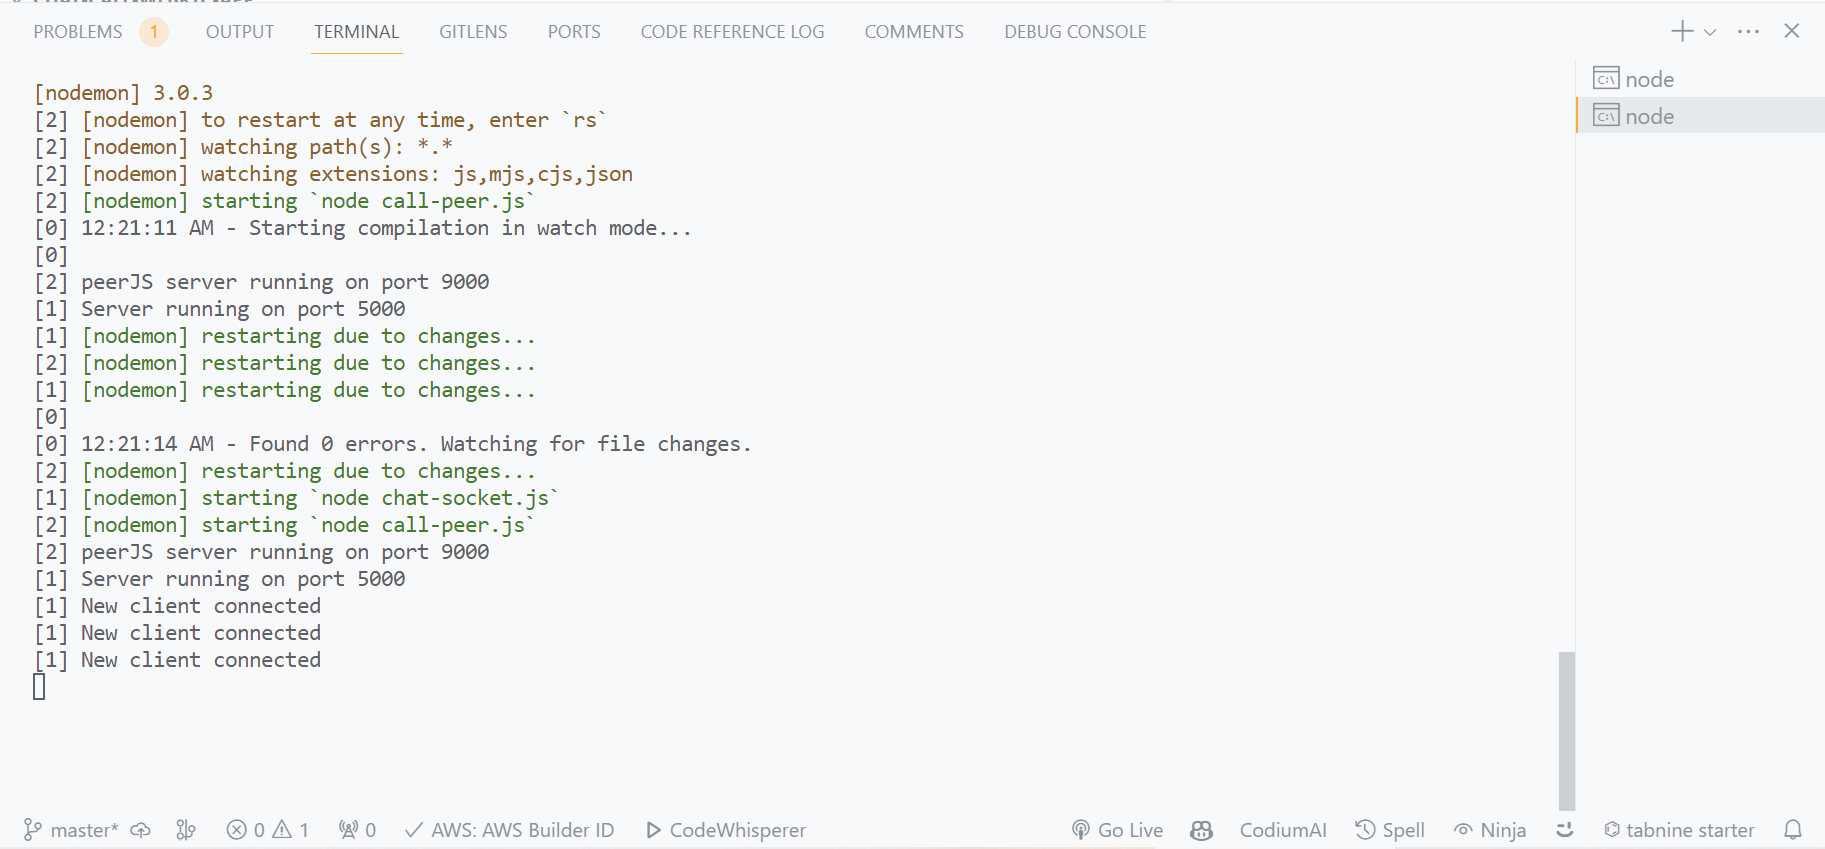 PROBLEMS 1 OUTPUT TERMINAL GITLENS PORTS CODE REFERENCE LOG COMMENTS DEBUG CONSOLE
node
node
[nodemon] 3.0.3
[2] [nodemon] to restart at any time, enter `rs`
[2] [nodemon] watching path(s): *.*
[2] [nodemon] watching extensions: js,mjs,cjs,json
[2] [nodemon] starting `node call-peer.js`
[0] 12:21:11 AM - Starting compilation in watch mode...
[0]
[2] peerJS server running on port 9000
[1] Server running on port 5000
[1] [nodemon] restarting due to changes...
[2] [nodemon] restarting due to changes...
[1] [nodemon] restarting due to changes...
[0]
[0] 12:21:14 AM - Found 0 errors. Watching for file changes.
[2] [nodemon] restarting due to changes...
[1] [nodemon] starting `node chat-socket.js`
[2] [nodemon] starting `node call-peer.js`
[2] peerJS server running on port 9000
[1] Server running on port 5000
[1] New client connected
[1] New client connected
[1] New client connected
master* 0 1 0 AWS: AWS Builder ID CodeWhisperer Go Live CodiumAI Spell Ninja tabnine starter